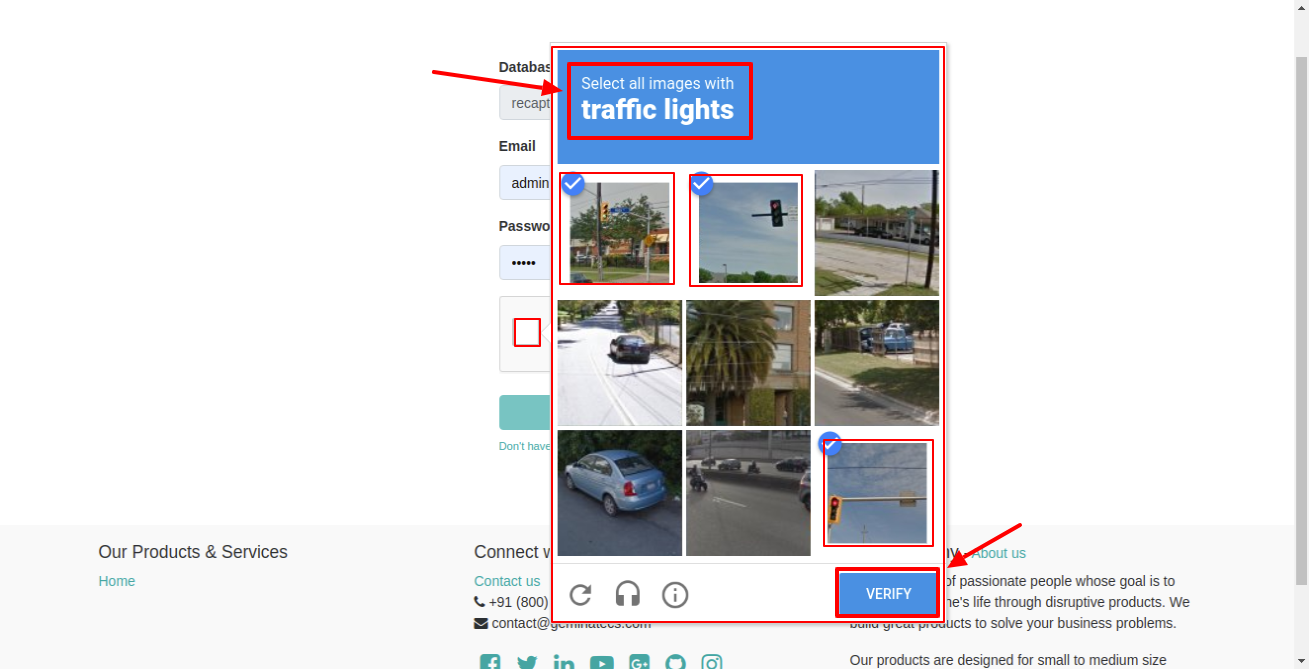 Databas
recapt
Email
admin
Passwo
Don't have
Select all images with
traffic lights
VERIFY
Our Products & Services
Home
Connect w
Contact us
+91 (800)
contact@geminatecs.com
ny - About us
of passionate people whose goal is to
ne's life through disruptive products. We
build great products to solve your business problems.
Our products are designed for small to medium size